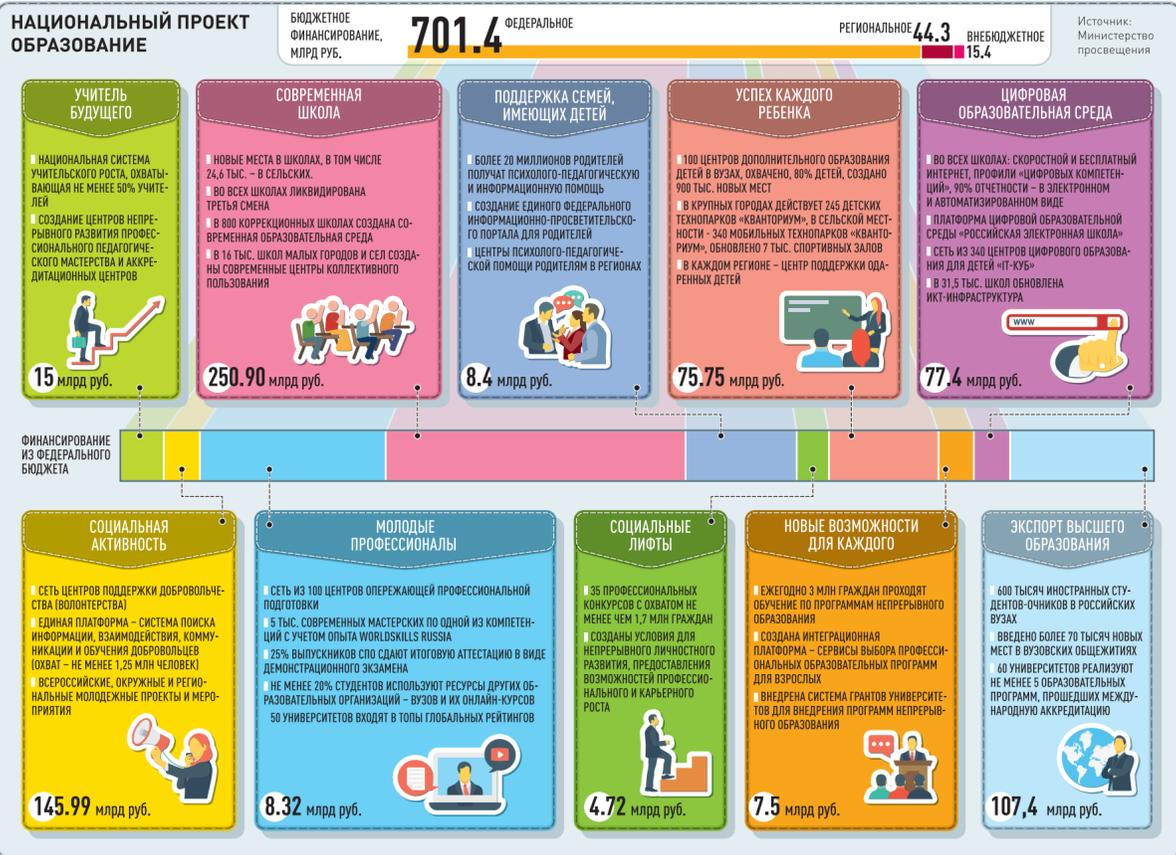 НАЦИОНАЛЬНЫЙ ПРОЕКТ
ОБРАЗОВАНИЕ
БЮДЖЕТНОЕ
ФИНАНСИРОВАНИЕ,
МЛРД РУБ.
701.4 ФЕДЕРАЛЬНОЕ
РЕГИОНАЛЬНОЕ 44.3
ВНЕБЮДЖЕТНОЕ
15.4
Источник:
Министерство
просвещения
УЧИТЕЛЬ
БУДУЩЕГО
НАЦИОНАЛЬНАЯ СИСТЕМА
УЧИТЕЛЬСКОГО РОСТА, ОХВАТЫ-
ВАЮЩАЯ НЕ МЕНЕЕ 50% УЧИТЕ-
ЛЕЙ
СОЗДАНИЕ ЦЕНТРОВ НЕПРЕ-
РЫВНОГО РАЗВИТИЯ ПРОФЕС-
СИОНАЛЬНОГО ПЕДАГОГИЧЕ-
СКОГО МАСТЕРСТВА И АККРЕ-
ДИТАЦИОННЫХ ЦЕНТРОВ
15 млрд руб.
СОВРЕМЕННАЯ
ШКОЛА
НОВЫЕ МЕСТА В ШКОЛАХ, В ТОМ ЧИСЛЕ
24,6 ТЫС. – В СЕЛЬСКИХ.
ВО ВСЕХ ШКОЛАХ ЛИКВИДИРОВАНА
ТРЕТЬЯ СМЕНА
В 800 КОРРЕКЦИОННЫХ ШКОЛАХ СОЗДАНА СО-
ВРЕМЕННАЯ ОБРАЗОВАТЕЛЬНАЯ СРЕДА
В 16 ТЫС. ШКОЛ МАЛЫХ ГОРОДОВ И СЕЛ СОЗДА-
НЫ СОВРЕМЕННЫЕ ЦЕНТРЫ КОЛЛЕКТИВНОГО
ПОЛЬЗОВАНИЯ
250.90 млрд руб.
ПОДДЕРЖКА СЕМЕЙ,
ИМЕЮЩИХ ДЕТЕЙ
БОЛЕЕ 20 МИЛЛИОНОВ РОДИТЕЛЕЙ
ПОЛУЧАТ ПСИХОЛОГО-ПЕДАГОГИЧЕСКУЮ
И ИНФОРМАЦИОННУЮ ПОМОЩЬ
СОЗДАНИЕ ЕДИНОГО ФЕДЕРАЛЬНОГО
ИНФОРМАЦИОННО-ПРОСВЕТИТЕЛЬСКО-
ГО ПОРТАЛА ДЛЯ РОДИТЕЛЕЙ
ЦЕНТРЫ ПСИХОЛОГО-ПЕДАГОГИЧЕ-
СКОЙ ПОМОЩИ РОДИТЕЛЯМ В РЕГИОНАХ
8.4 млрд руб.
УСПЕХ КАЖДОГО
РЕБЕНКА
100 ЦЕНТРОВ ДОПОЛНИТЕЛЬНОГО ОБРАЗОВАНИЯ
ДЕТЕЙ В ВУЗАХ, ОХВАЧЕНО, 80% ДЕТЕЙ, СОЗДАНО
900 ТЫС. НОВЫХ МЕСТ
В КРУПНЫХ ГОРОДАХ ДЕЙСТВУЕТ 245 ДЕТСКИХ
ТЕХНОПАРКОВ «КВАНТОРИУМ», В СЕЛЬСКОЙ МЕСТ-
НОСТИ - 340 МОБИЛЬНЫХ ТЕХНОПАРКОВ «КВАНТО-
РИУМ», ОБНОВЛЕНО 7 ТЫС. СПОРТИВНЫХ ЗАЛОВ
В КАЖДОМ РЕГИОНЕ – ЦЕНТР ПОДДЕРЖКИ ОДА-
РЕННЫХ ДЕТЕЙ
75.75 млрд руб.
ЦИФРОВАЯ
ОБРАЗОВАТЕЛЬНАЯ СРЕДА
ВО ВСЕХ ШКОЛАХ: СКОРОСТНОЙ И БЕСПЛАТНЫЙ
ИНТЕРНЕТ, ПРОФИЛИ «ЦИФРОВЫХ КОМПЕТЕН-
ЦИЙ», 90% ОТЧЕТНОСТИ – В ЭЛЕКТРОННОМ
И АВТОМАТИЗИРОВАННОМ ВИДЕ
ПЛАТФОРМА ЦИФРОВОЙ ОБРАЗОВАТЕЛЬНОЙ
СРЕДЫ «РОССИЙСКАЯ ЭЛЕКТРОННАЯ ШКОЛА»
СЕТЬ ИЗ 340 ЦЕНТРОВ ЦИФРОВОГО ОБРАЗОВА-
НИЯ ДЛЯ ДЕТЕЙ «IT-КУБ»
В 31,5 ТЫС. ШКОЛ ОБНОВЛЕНА
ИКТ-ИНФРАСТРУКТУРА
www
77.4 млрд руб.
ФИНАНСИРОВАНИЕ
ИЗ ФЕДЕРАЛЬНОГО
БЮДЖЕТА
СОЦИАЛЬНАЯ
АКТИВНОСТЬ
СЕТЬ ЦЕНТРОВ ПОДДЕРЖКИ ДОБРОВОЛЬЧЕ-
СТВА (ВОЛОНТЕРСТВА)
ЕДИНАЯ ПЛАТФОРМА – СИСТЕМА ПОИСКА
ИНФОРМАЦИИ, ВЗАИМОДЕЙСТВИЯ, КОММУ-
НИКАЦИИ И ОБУЧЕНИЯ ДОБРОВОЛЬЦЕВ
(ОХВАТ – НЕ МЕНЕЕ 1,25 МЛН ЧЕЛОВЕК)
ВСЕРОССИЙСКИЕ, ОКРУЖНЫЕ И РЕГИО-
НАЛЬНЫЕ МОЛОДЕЖНЫЕ ПРОЕКТЫ И МЕРО-
ПРИЯТИЯ
145.99 млрд руб.
МОЛОДЫЕ
ПРОФЕССИОНАЛЫ
СЕТЬ ИЗ 100 ЦЕНТРОВ ОПЕРЕЖАЮЩЕЙ ПРОФЕССИОНАЛЬНОЙ
ПОДГОТОВКИ
5 ТЫС. СОВРЕМЕННЫХ МАСТЕРСКИХ ПО ОДНОЙ ИЗ КОМПЕТЕН-
ЦИЙ С УЧЕТОМ ОПЫТА WORLDSKILLS RUSSIA
25% ВЫПУСКНИКОВ СПО СДАЮТ ИТОГОВУЮ АТТЕСТАЦИЮ В ВИДЕ
ДЕМОНСТРАЦИОННОГО ЭКЗАМЕНА
НЕ МЕНЕЕ 20% СТУДЕНТОВ ИСПОЛЬЗУЮТ РЕСУРСЫ ДРУГИХ ОБ-
РАЗОВАТЕЛЬНЫХ ОРГАНИЗАЦИЙ – ВУЗОВ И ИХ ОНЛАЙН-КУРСОВ
50 УНИВЕРСИТЕТОВ ВХОДЯТ В ТОПЫ ГЛОБАЛЬНЫХ РЕЙТИНГОВ
8.32 млрд руб.
СОЦИАЛЬНЫЕ
ЛИФТЫ
35 ПРОФЕССИОНАЛЬНЫХ
КОНКУРСОВ С ОХВАТОМ НЕ
МЕНЕЕ ЧЕМ 1,7 МЛН ГРАЖДАН
СОЗДАНЫ УСЛОВИЯ ДЛЯ
НЕПРЕРЫВНОГО ЛИЧНОСТНОГО
РАЗВИТИЯ, ПРЕДОСТАВЛЕНИЯ
ВОЗМОЖНОСТЕЙ ПРОФЕССИО-
НАЛЬНОГО И КАРЬЕРНОГО
РОСТА
4.72 млрд руб.
НОВЫЕ ВОЗМОЖНОСТИ
ДЛЯ КАЖДОГО
ЕЖЕГОДНО 3 МЛН ГРАЖДАН ПРОХОДЯТ
ОБУЧЕНИЕ ПО ПРОГРАММАМ НЕПРЕРЫВНОГО
ОБРАЗОВАНИЯ
СОЗДАНА ИНТЕГРАЦИОННАЯ
ПЛАТФОРМА – СЕРВИСЫ ВЫБОРА ПРОФЕССИ-
ОНАЛЬНЫХ ОБРАЗОВАТЕЛЬНЫХ ПРОГРАММ
ДЛЯ ВЗРОСЛЫХ
ВНЕДРЕНА СИСТЕМА ГРАНТОВ УНИВЕРСИТЕ-
ТОВ ДЛЯ ВНЕДРЕНИЯ ПРОГРАММ НЕПРЕРЫВ-
НОГО ОБРАЗОВАНИЯ
7.5 млрд руб.
ЭКСПОРТ ВЫСШЕГО
ОБРАЗОВАНИЯ
600 ТЫСЯЧ ИНОСТРАННЫХ СТУ-
ДЕНТОВ-ОЧНИКОВ В РОССИЙСКИХ
ВУЗАХ
ВВЕДЕНО БОЛЕЕ 70 ТЫСЯЧ НОВЫХ
МЕСТ В ВУЗОВСКИХ ОБЩЕЖИТИЯХ
60 УНИВЕРСИТЕТОВ РЕАЛИЗУЮТ
НЕ МЕНЕЕ 5 ОБРАЗОВАТЕЛЬНЫХ
ПРОГРАММ, ПРОШЕДШИХ МЕЖДУ-
НАРОДНУЮ АККРЕДИТАЦИЮ
107,4 млрд руб.